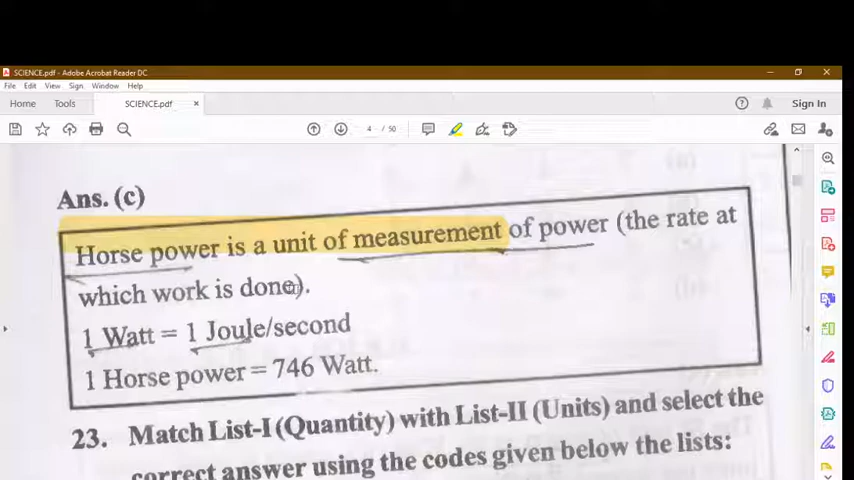 SCIENCE.pdf - Adobe Acrobat Reader DC
File Edit View Sign Window Help
Home Tools SCIENCE.pdf × Sign In
4 / 50
Ans. (c)
Horse power is a unit of measurement of power (the rate at
which work is done).
1 Watt = 1 Joule/second
1 Horse power = 746 Watt.
23. Match List-I (Quantity) with List-II (Units) and select the
correct answer using the codes given below the lists: